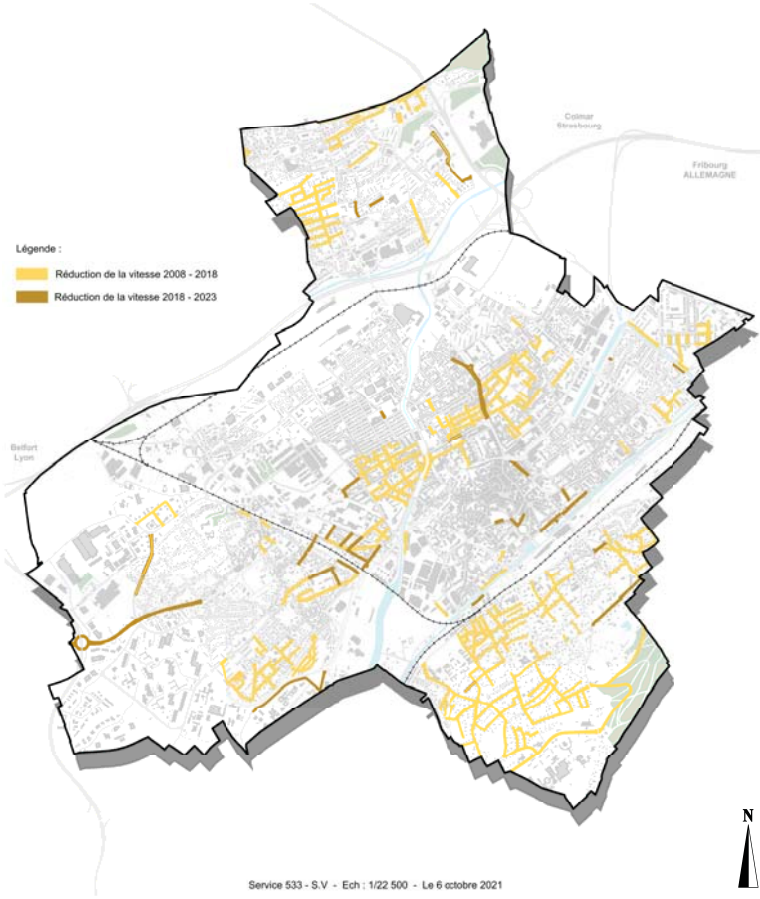 Colmar
Strasbourg
Fribourg
ALLEMAGNE
Légende :
Réduction de la vitesse 2008 - 2018
Réduction de la vitesse 2018 - 2023
Belfort
Lyon
N
Service 533 - S.V - Ech : 1/22 500 - Le 6 octobre 2021